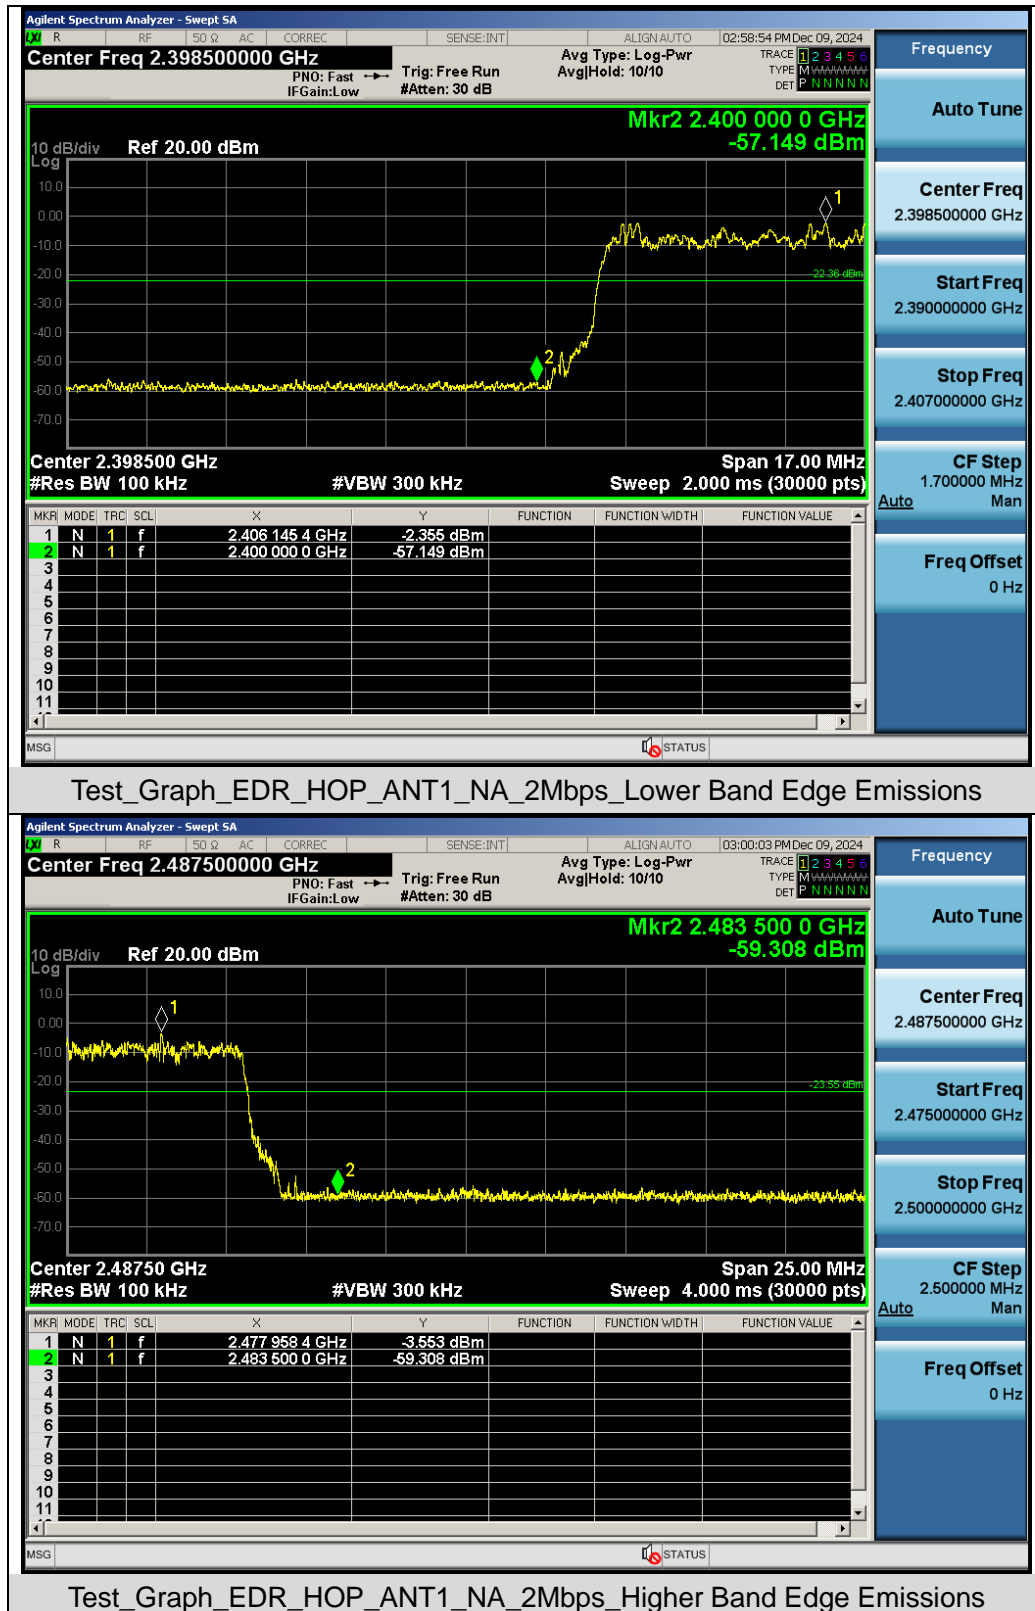 Agilent Spectrum Analyzer - Swept SA
LXI R RF 50 Ω AC CORREC SENSE:INT ALIGN AUTO 02:58:54 PM Dec 09, 2024
Center Freq 2.398500000 GHz
PNO: Fast
IFGain:Low
Trig: Free Run
#Atten: 30 dB
Avg Type: Log-Pwr
Avg|Hold: 10/10
TRACE 1 2 3 4 5 6
TYPE M
DET P N N N N N
Mkr2 2.400 000 0 GHz
-57.149 dBm
10 dB/div Ref 20.00 dBm
Log
10.0
0.00
-10.0
-20.0
-30.0
-40.0
-50.0
-60.0
-70.0
1
-22.36 dBm
2
Center 2.398500 GHz Span 17.00 MHz
#Res BW 100 kHz #VBW 300 kHz Sweep 2.000 ms (30000 pts)
MKR MODE TRC SCL X Y FUNCTION FUNCTION WIDTH FUNCTION VALUE
1 N 1 f 2.406 145 4 GHz -2.355 dBm
2 N 1 f 2.400 000 0 GHz -57.149 dBm
3
4
5
6
7
8
9
10
11
MSG STATUS
Frequency
Auto Tune
Center Freq
2.398500000 GHz
Start Freq
2.390000000 GHz
Stop Freq
2.407000000 GHz
CF Step
1.700000 MHz
Auto Man
Freq Offset
0 Hz
Test_Graph_EDR_HOP_ANT1_NA_2Mbps_Lower Band Edge Emissions
Agilent Spectrum Analyzer - Swept SA
LXI R RF 50 Ω AC CORREC SENSE:INT ALIGN AUTO 03:00:03 PM Dec 09, 2024
Center Freq 2.487500000 GHz
PNO: Fast
IFGain:Low
Trig: Free Run
#Atten: 30 dB
Avg Type: Log-Pwr
Avg|Hold: 10/10
TRACE 1 2 3 4 5 6
TYPE M
DET P N N N N N
Mkr2 2.483 500 0 GHz
-59.308 dBm
10 dB/div Ref 20.00 dBm
Log
10.0
0.00
-10.0
-20.0
-30.0
-40.0
-50.0
-60.0
-70.0
1
-23.55 dBm
2
Center 2.48750 GHz Span 25.00 MHz
#Res BW 100 kHz #VBW 300 kHz Sweep 4.000 ms (30000 pts)
MKR MODE TRC SCL X Y FUNCTION FUNCTION WIDTH FUNCTION VALUE
1 N 1 f 2.477 958 4 GHz -3.553 dBm
2 N 1 f 2.483 500 0 GHz -59.308 dBm
3
4
5
6
7
8
9
10
11
MSG STATUS
Frequency
Auto Tune
Center Freq
2.487500000 GHz
Start Freq
2.475000000 GHz
Stop Freq
2.500000000 GHz
CF Step
2.500000 MHz
Auto Man
Freq Offset
0 Hz
Test_Graph_EDR_HOP_ANT1_NA_2Mbps_Higher Band Edge Emissions